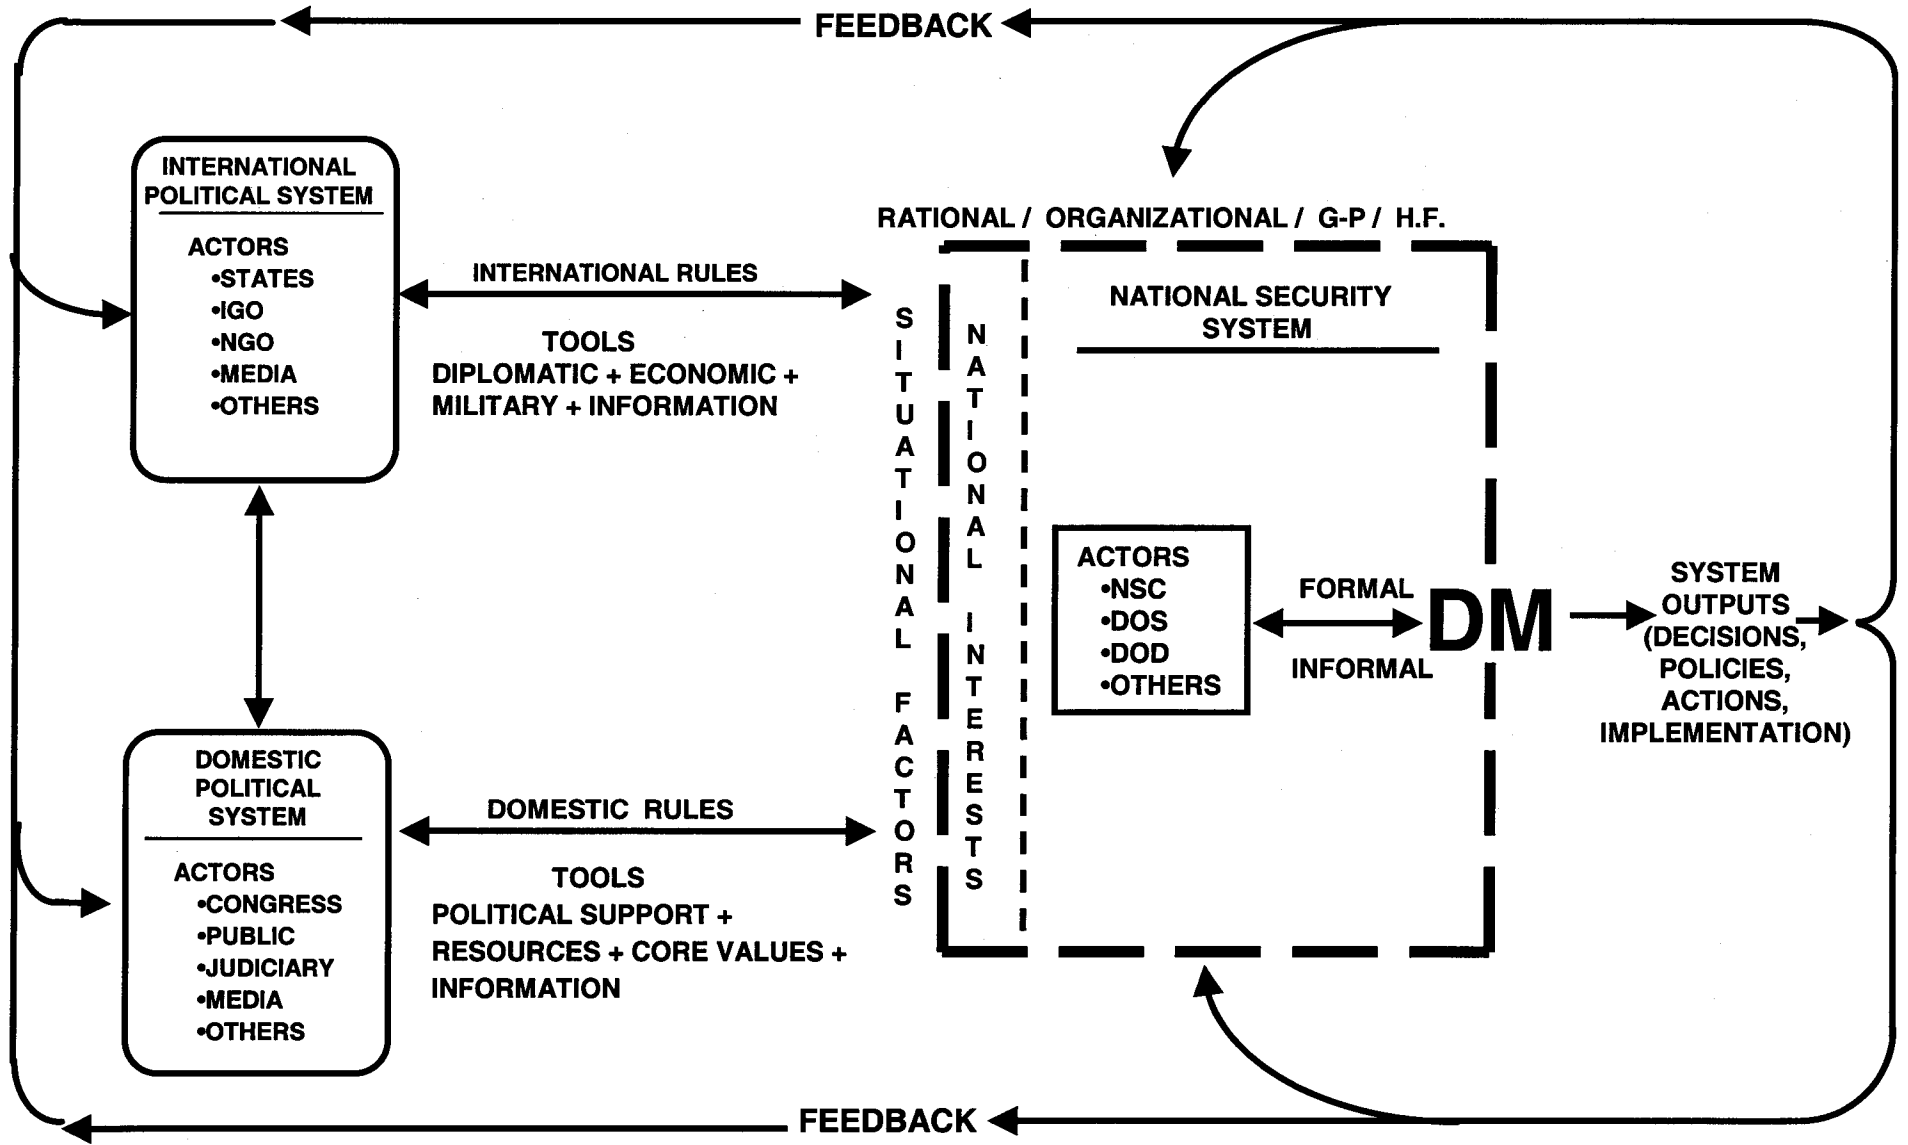 FEEDBACK
INTERNATIONAL
POLITICAL SYSTEM
ACTORS
•STATES
•IGO
•NGO
•MEDIA
•OTHERS
INTERNATIONAL RULES
TOOLS
DIPLOMATIC + ECONOMIC +
MILITARY + INFORMATION
DOMESTIC
POLITICAL
SYSTEM
ACTORS
•CONGRESS
•PUBLIC
•JUDICIARY
•MEDIA
•OTHERS
DOMESTIC RULES
TOOLS
POLITICAL SUPPORT +
RESOURCES + CORE VALUES +
INFORMATION
RATIONAL / ORGANIZATIONAL / G-P / H.F.
SITUATIONAL FACTORS
NATIONAL INTERESTS
NATIONAL SECURITY
SYSTEM
ACTORS
•NSC
•DOS
•DOD
•OTHERS
FORMAL
INFORMAL
DM
SYSTEM
OUTPUTS
(DECISIONS,
POLICIES,
ACTIONS,
IMPLEMENTATION)
FEEDBACK